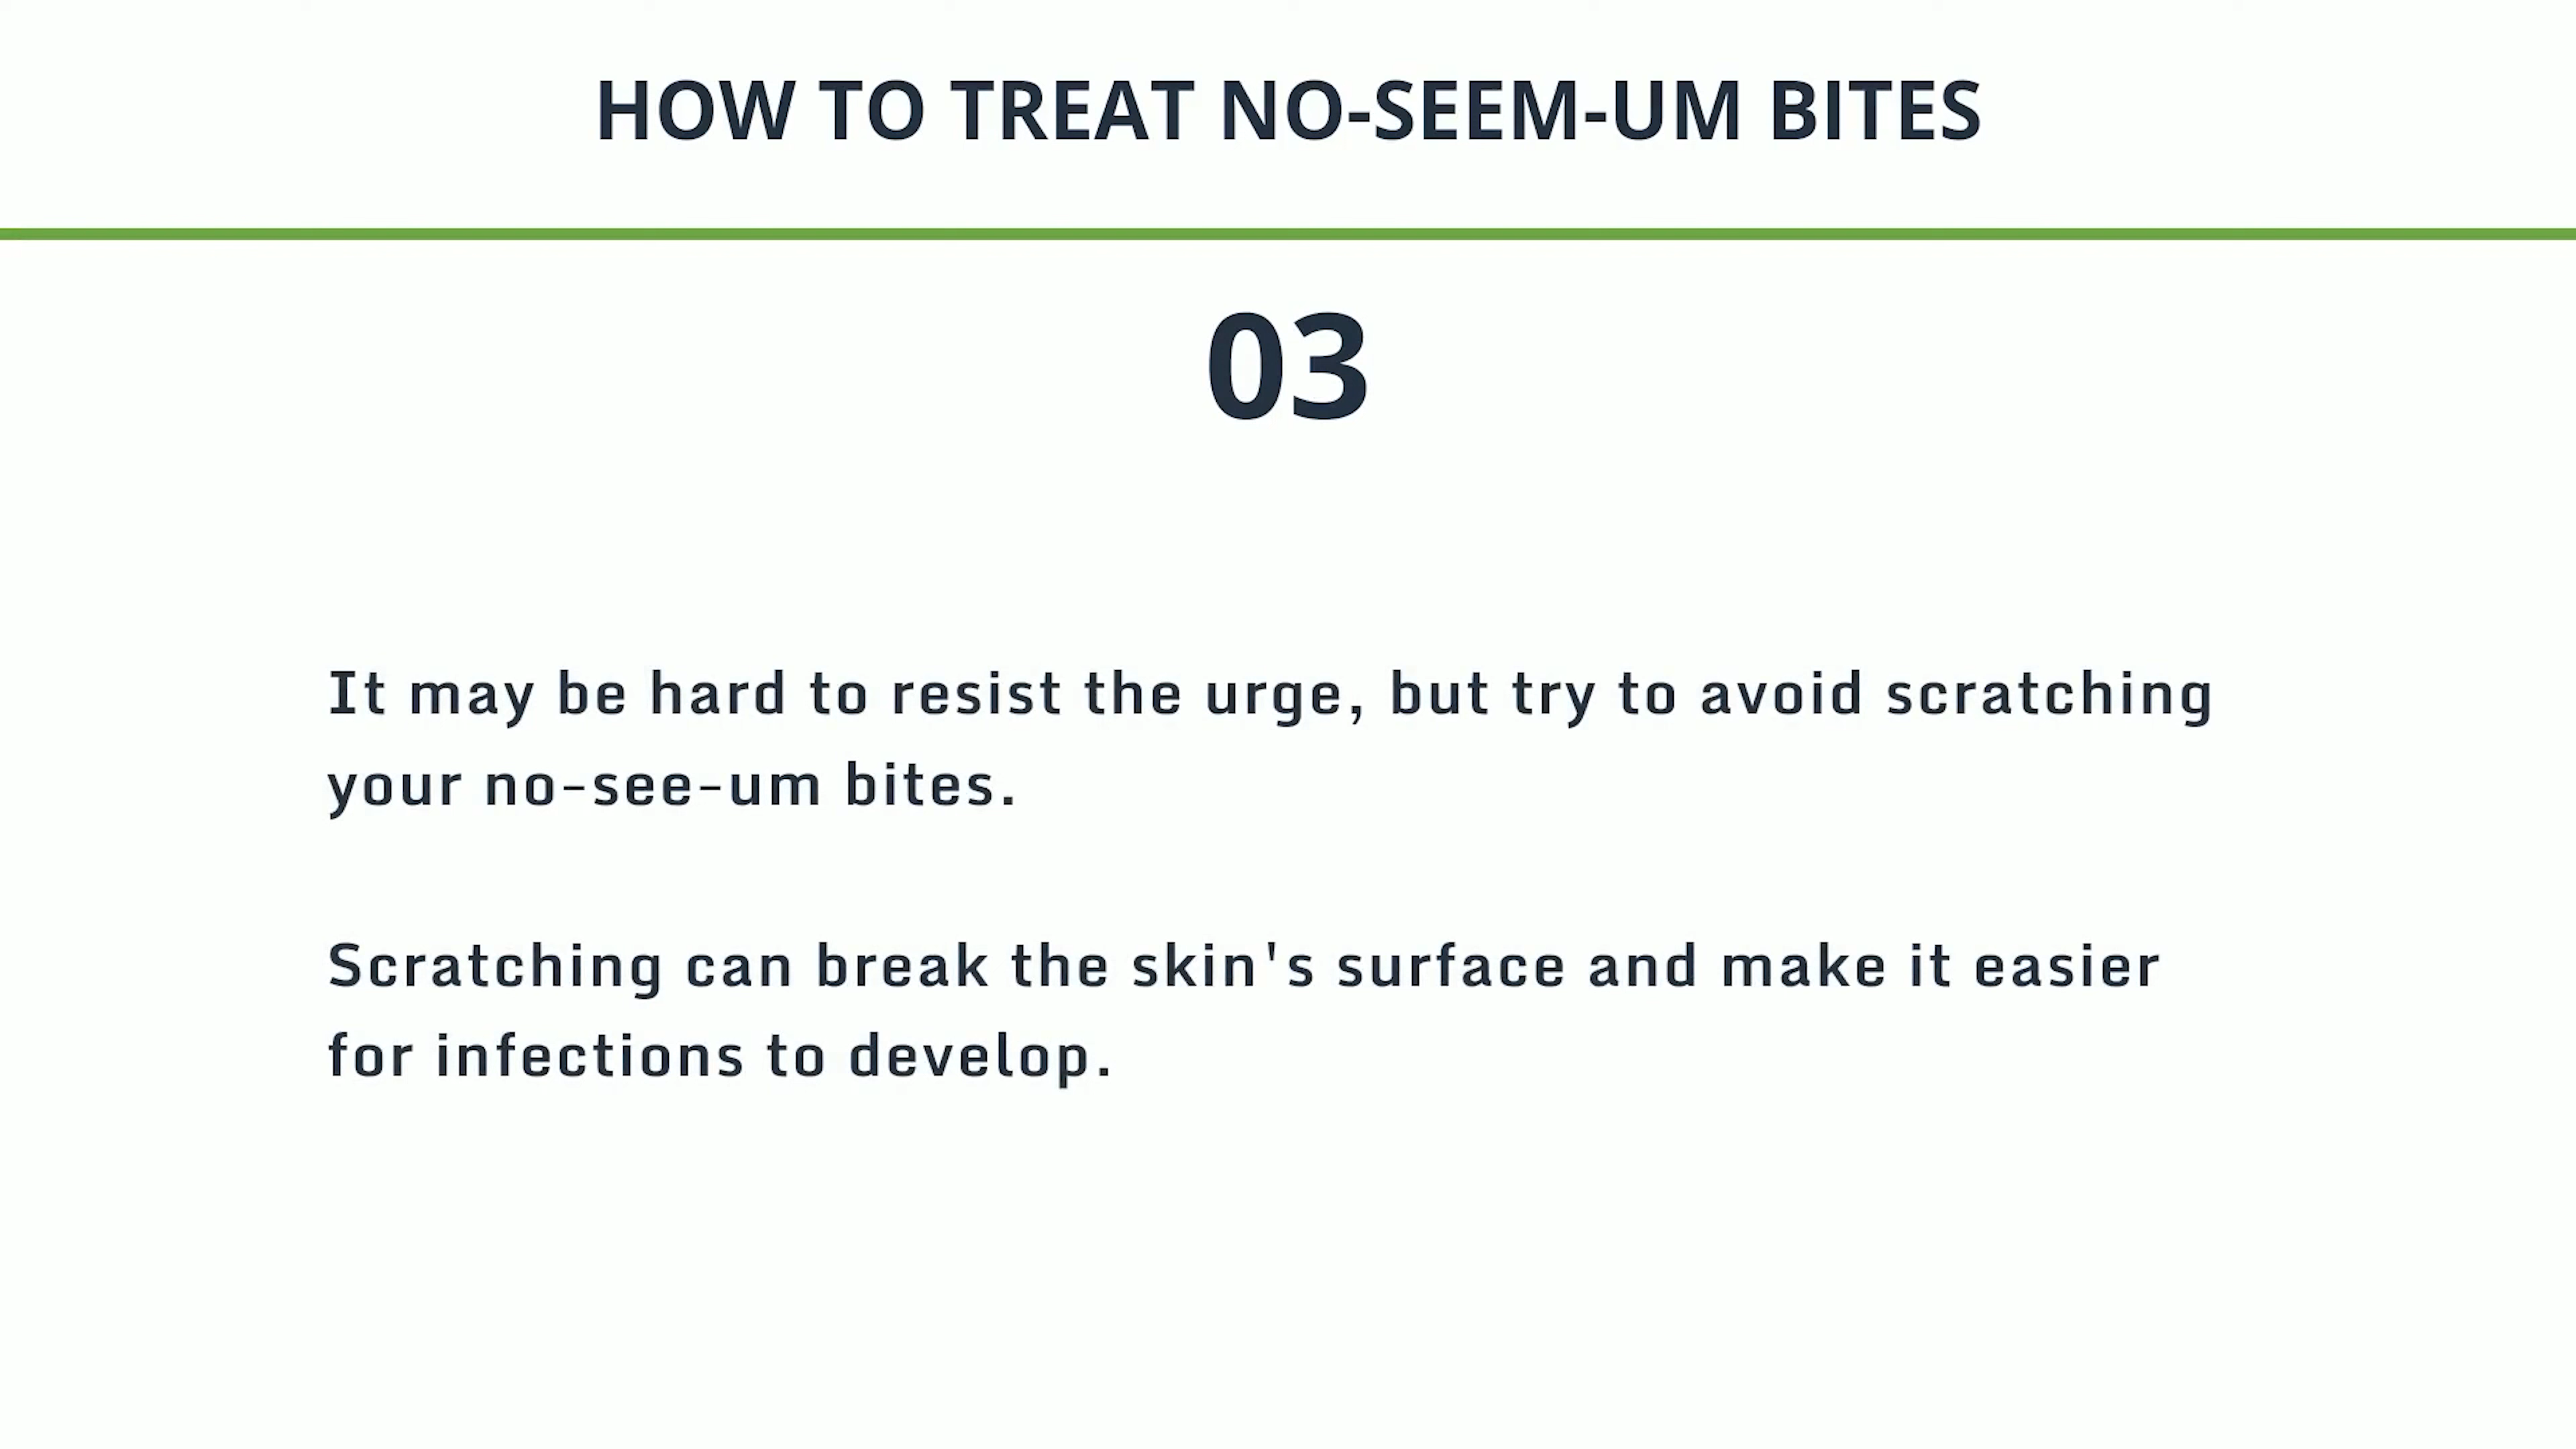 HOW TO TREAT NO-SEEM-UM BITES
03
It may be hard to resist the urge, but try to avoid scratching
your no-see-um bites.
Scratching can break the skin's surface and make it easier
for infections to develop.